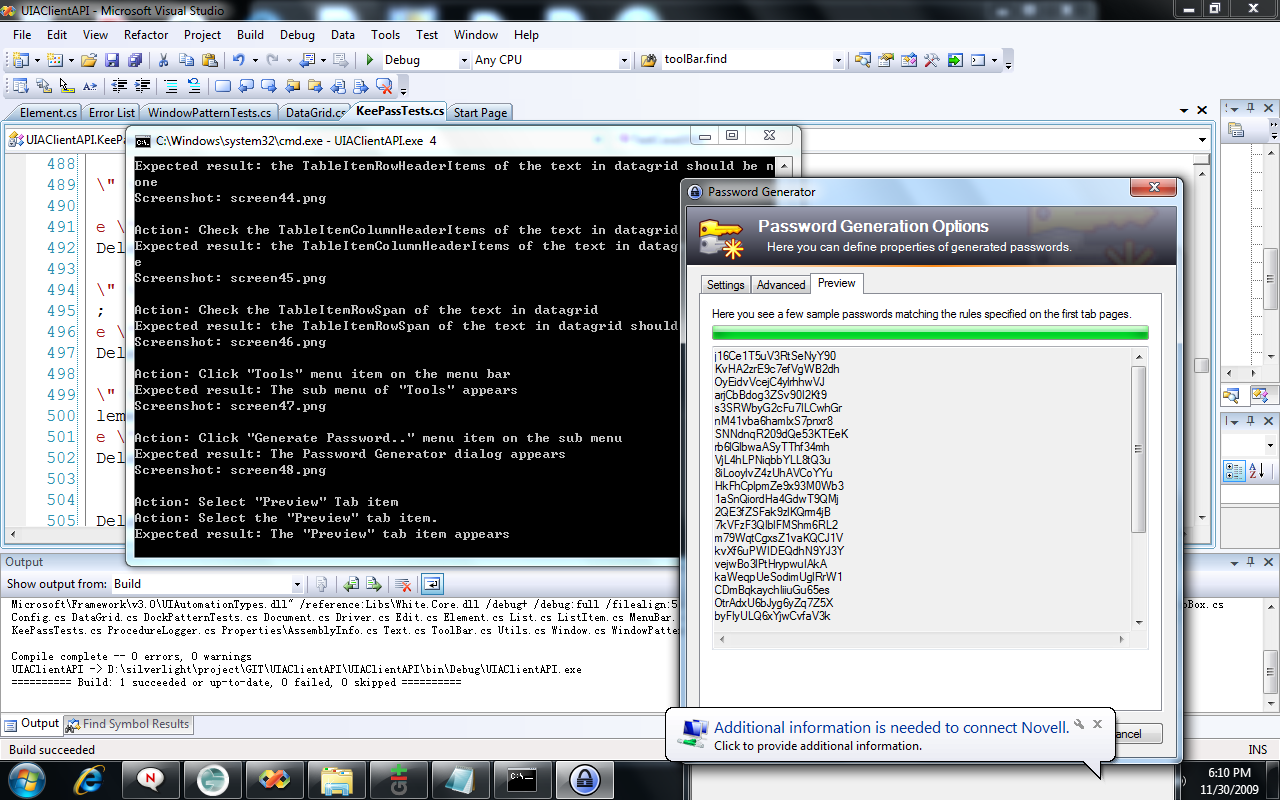 UIAClientAPI - Microsoft Visual Studio
File Edit View Refactor Project Build Debug Data Tools Test Window Help
Debug Any CPU toolBar.find
Element.cs Error List WindowPatternTests.cs DataGrid.cs KeePassTests.cs Start Page
UIAClientAPI.KeePa
488
489 \"
490
491 e \
492 Del
493
494 \"
495 ;
496 e \
497 Del
498
499 \"
500 lem
501 e \
502 Del
503
504
505 Del
C:\Windows\system32\cmd.exe - UIAClientAPI.exe 4
Expected result: the TableItemRowHeaderItems of the text in datagrid should be n
one
Screenshot: screen44.png
Action: Check the TableItemColumnHeaderItems of the text in datagrid
Expected result: the TableItemColumnHeaderItems of the text in datag
e
Screenshot: screen45.png
Action: Check the TableItemRowSpan of the text in datagrid
Expected result: the TableItemRowSpan of the text in datagrid should
Screenshot: screen46.png
Action: Click "Tools" menu item on the menu bar
Expected result: The sub menu of "Tools" appears
Screenshot: screen47.png
Action: Click "Generate Password.." menu item on the sub menu
Expected result: The Password Generator dialog appears
Screenshot: screen48.png
Action: Select "Preview" Tab item
Action: Select the "Preview" tab item.
Expected result: The "Preview" tab item appears
Password Generator
Password Generation Options
Here you can define properties of generated passwords.
Settings Advanced Preview
Here you see a few sample passwords matching the rules specified on the first tab pages.
j16Ce1T5uV3RtSeNyY90
KvHA2zrE9c7efVgWB2dh
OyEidvVcejC4ylrhhwVJ
arjCbBdog3ZSv90I2Kt9
s3SRWbyG2cFu7ILCwhGr
nM41vba6hamIxS7pnxr8
SNNdnqR209dQe53KTEeK
rb6lGlbwaASyTThf34mh
VjL4hLPNiqbbYLL8tQ3u
8iLooylvZ4zUhAVCoYYu
HkFhCplpmZe9x93M0Wb3
1aSnQiordHa4GdwT9QMj
2QE3fZSFak9zlKQrm4jB
7kVFzF3QIblFMShm6RL2
m79WqtCgxsZ1vaKQCJ1V
kvXf6uPWIDEQdhN9YJ3Y
vejwBo3lPtHrypwulAkA
kaWeqpUeSodimUglRrW1
CDmBqkaychIiuGu65es
OtrAdxU6bJyg6yZq7Z5X
byFlyULQ6xYjwCvfaV3k
ancel
Output
Show output from: Build
Microsoft\Framework\v3.0\UIAutomationTypes.dll" /reference:Libs\White.Core.dll /debug+ /debug:full /filealign:5 oBox.cs
Config.cs DataGrid.cs DockPatternTests.cs Document.cs Driver.cs Edit.cs Element.cs List.cs ListItem.cs MenuBar.
KeePassTests.cs ProcedureLogger.cs Properties\AssemblyInfo.cs Text.cs ToolBar.cs Utils.cs Window.cs WindowPatte
Compile complete -- 0 errors, 0 warnings
UIAClientAPI -> D:\silverlight\project\GIT\UIAClientAPI\UIAClientAPI\bin\Debug\UIAClientAPI.exe
========== Build: 1 succeeded or up-to-date, 0 failed, 0 skipped ==========
Output Find Symbol Results
Additional information is needed to connect Novell.
Click to provide additional information.
Build succeeded INS
6:10 PM
11/30/2009